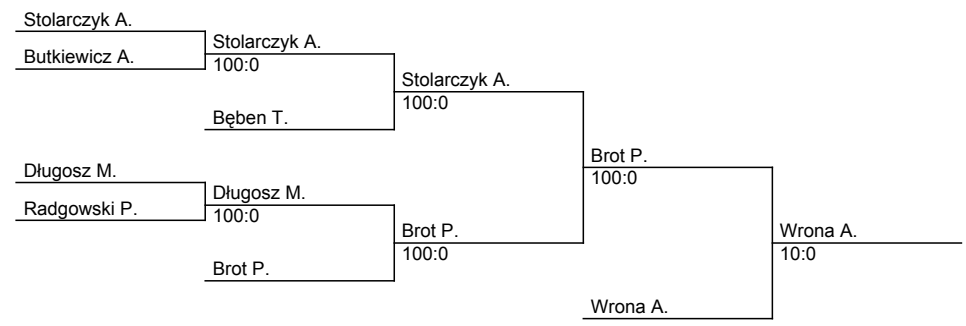 Stolarczyk A.
Butkiewicz A.
Stolarczyk A.
100:0
Bęben T.
Stolarczyk A.
100:0
Długosz M.
Radgowski P.
Długosz M.
100:0
Brot P.
Brot P.
100:0
Brot P.
100:0
Wrona A.
Wrona A.
10:0